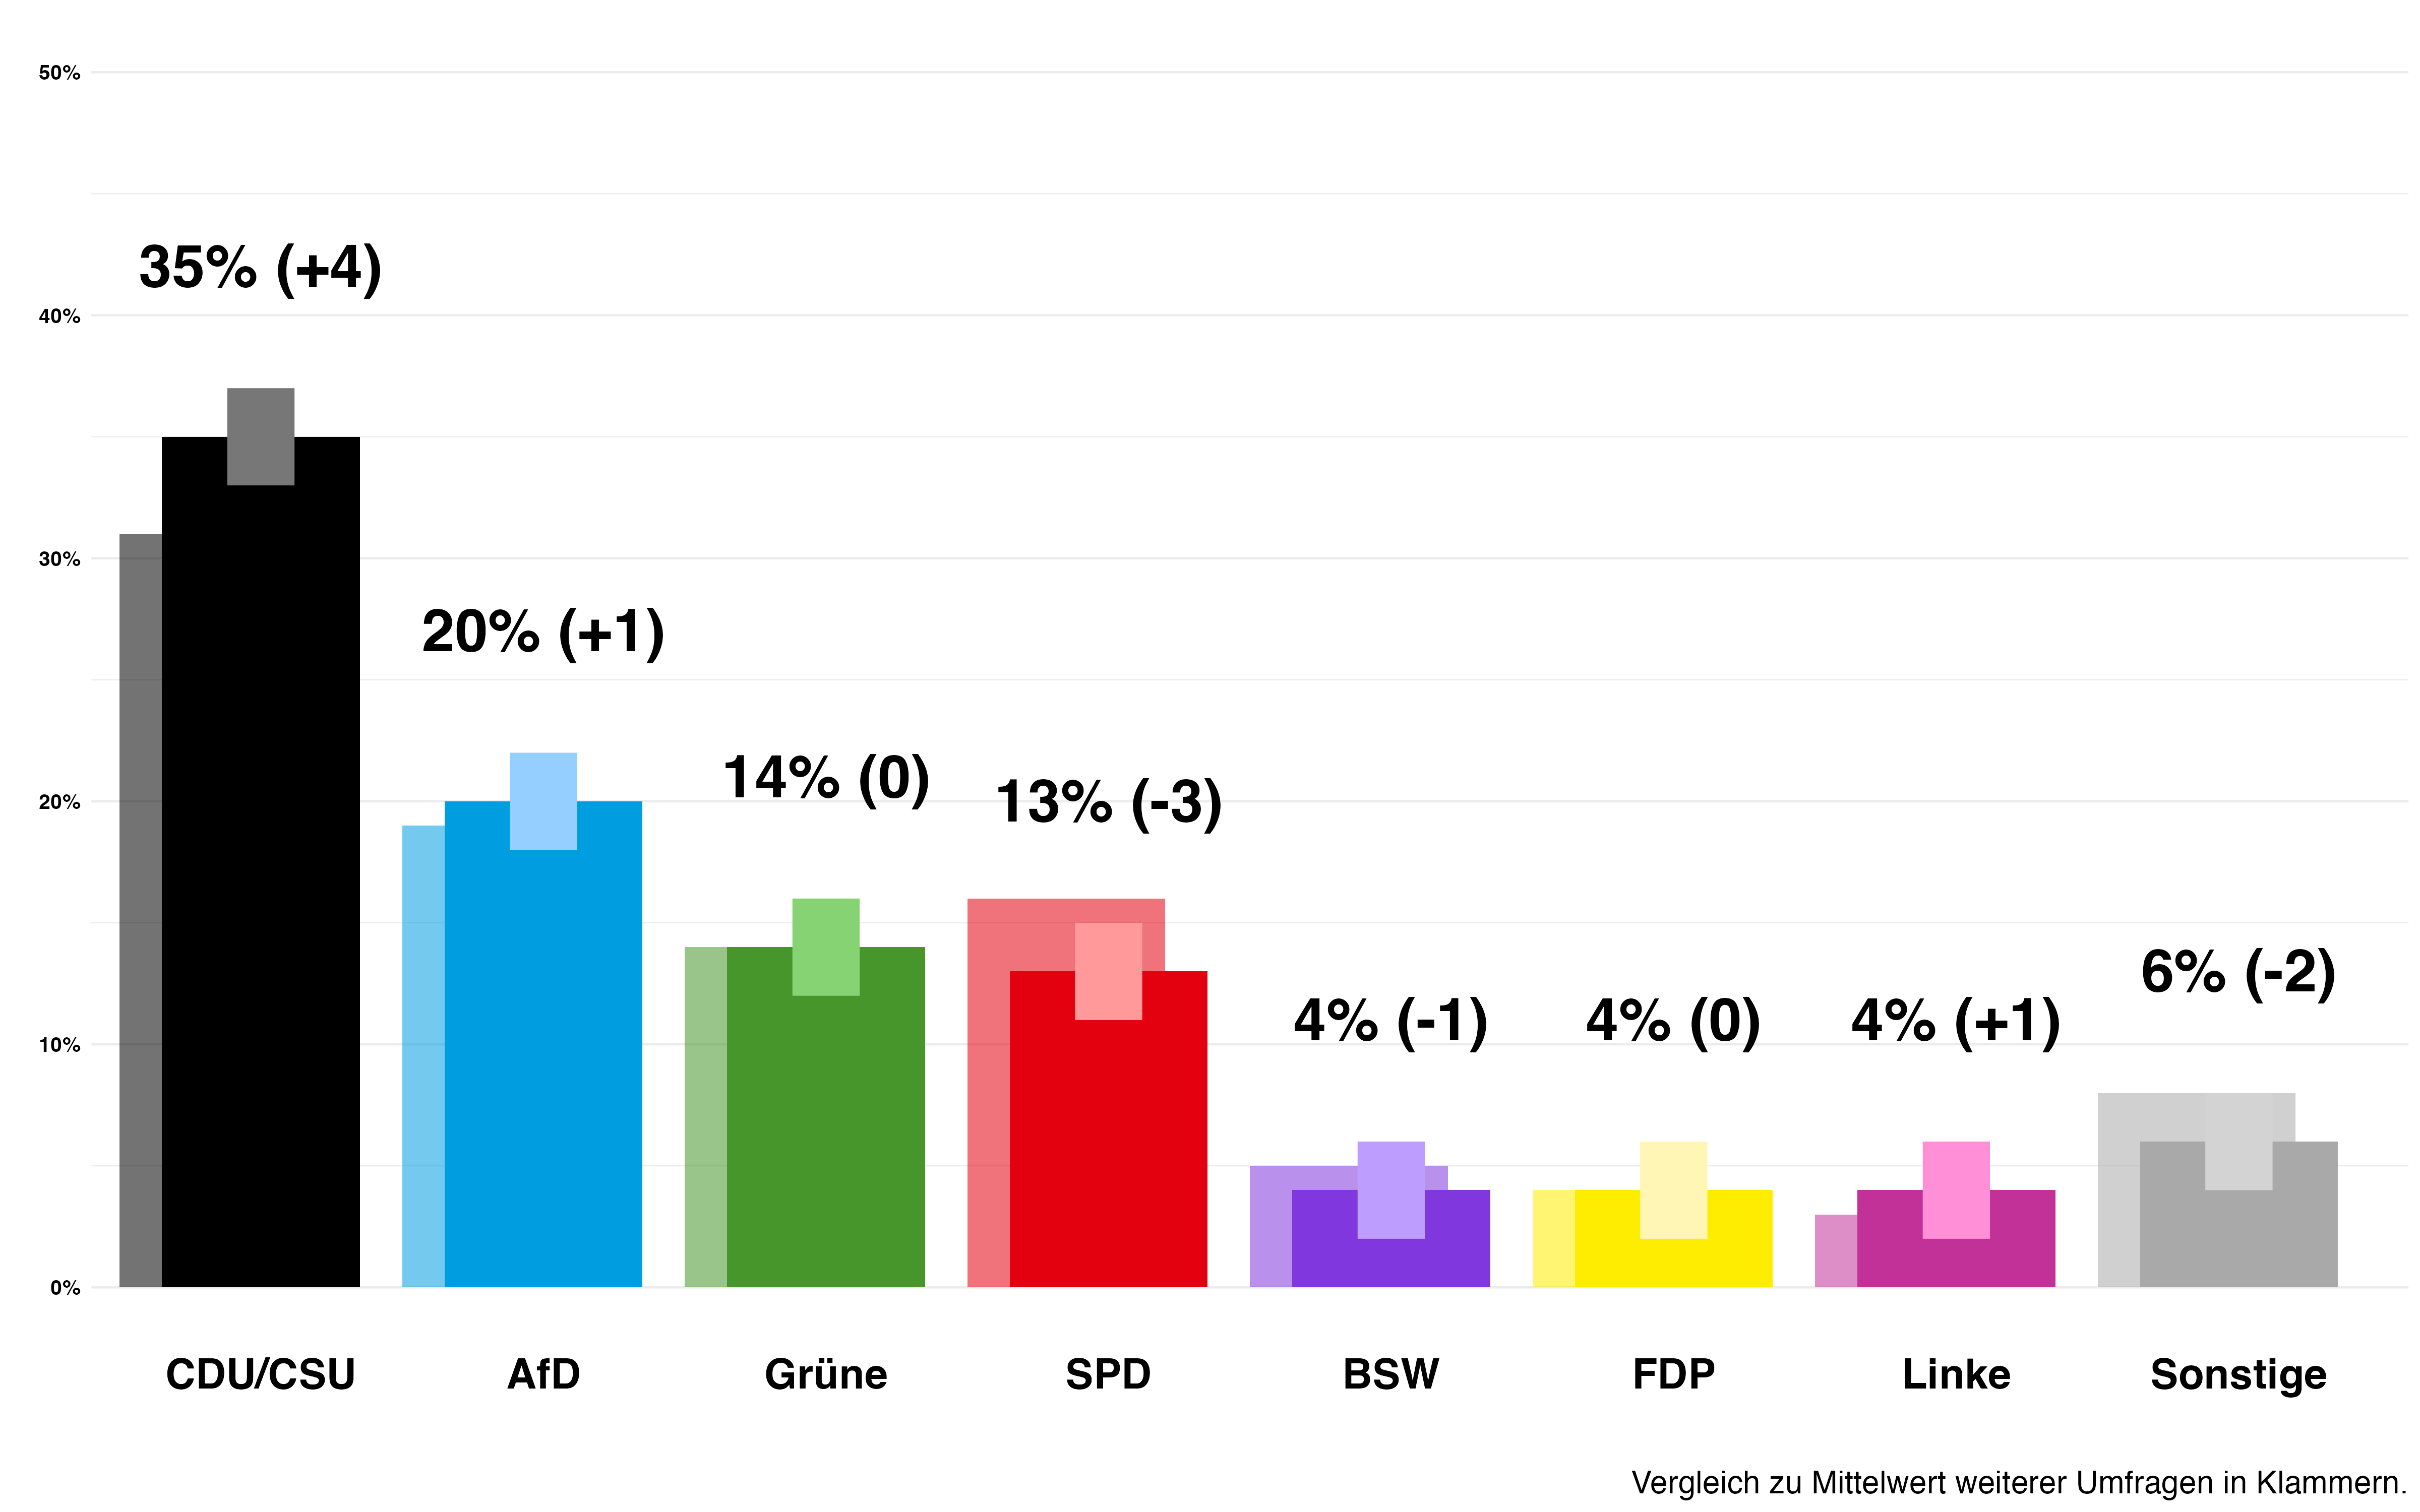 50%
35% (+4)
40%
30%
20% (+1)
14% (0)
13% (-3)
20%
6% (-2)
4% (-1)
4% (0)
4% (+1)
10%
0%
CDU/CSU
AfD
Grüne
SPD
BSW
FDP
Linke
Sonstige
Vergleich zu Mittelwert weiterer Umfragen in Klammern.